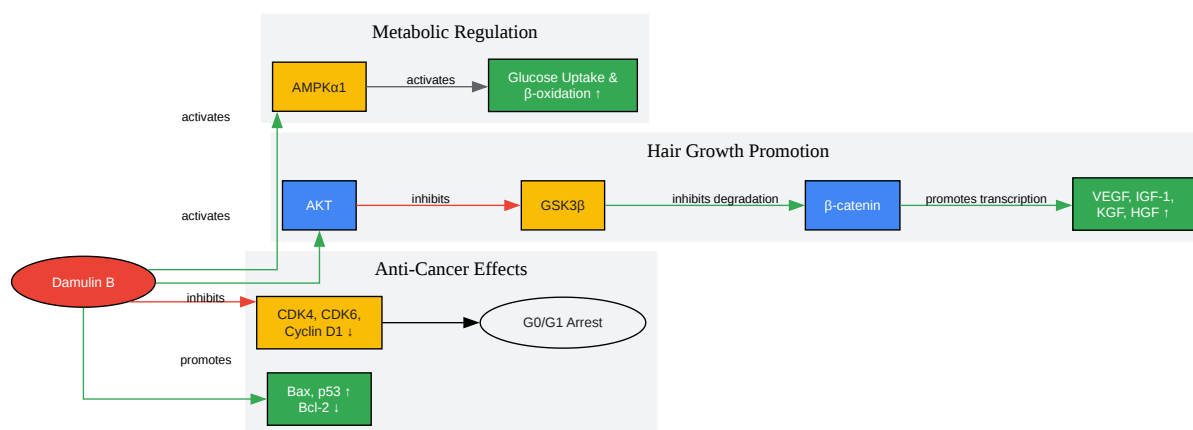 Metabolic Regulation
AMPKα1
activates
Glucose Uptake &
β-oxidation ↑
activates
Hair Growth Promotion
AKT
inhibits
GSK3β
inhibits degradation
β-catenin
promotes transcription
VEGF, IGF-1,
KGF, HGF ↑
activates
Anti-Cancer Effects
Damulin B
inhibits
CDK4, CDK6,
Cyclin D1 ↓
G0/G1 Arrest
promotes
Bax, p53 ↑
Bcl-2 ↓